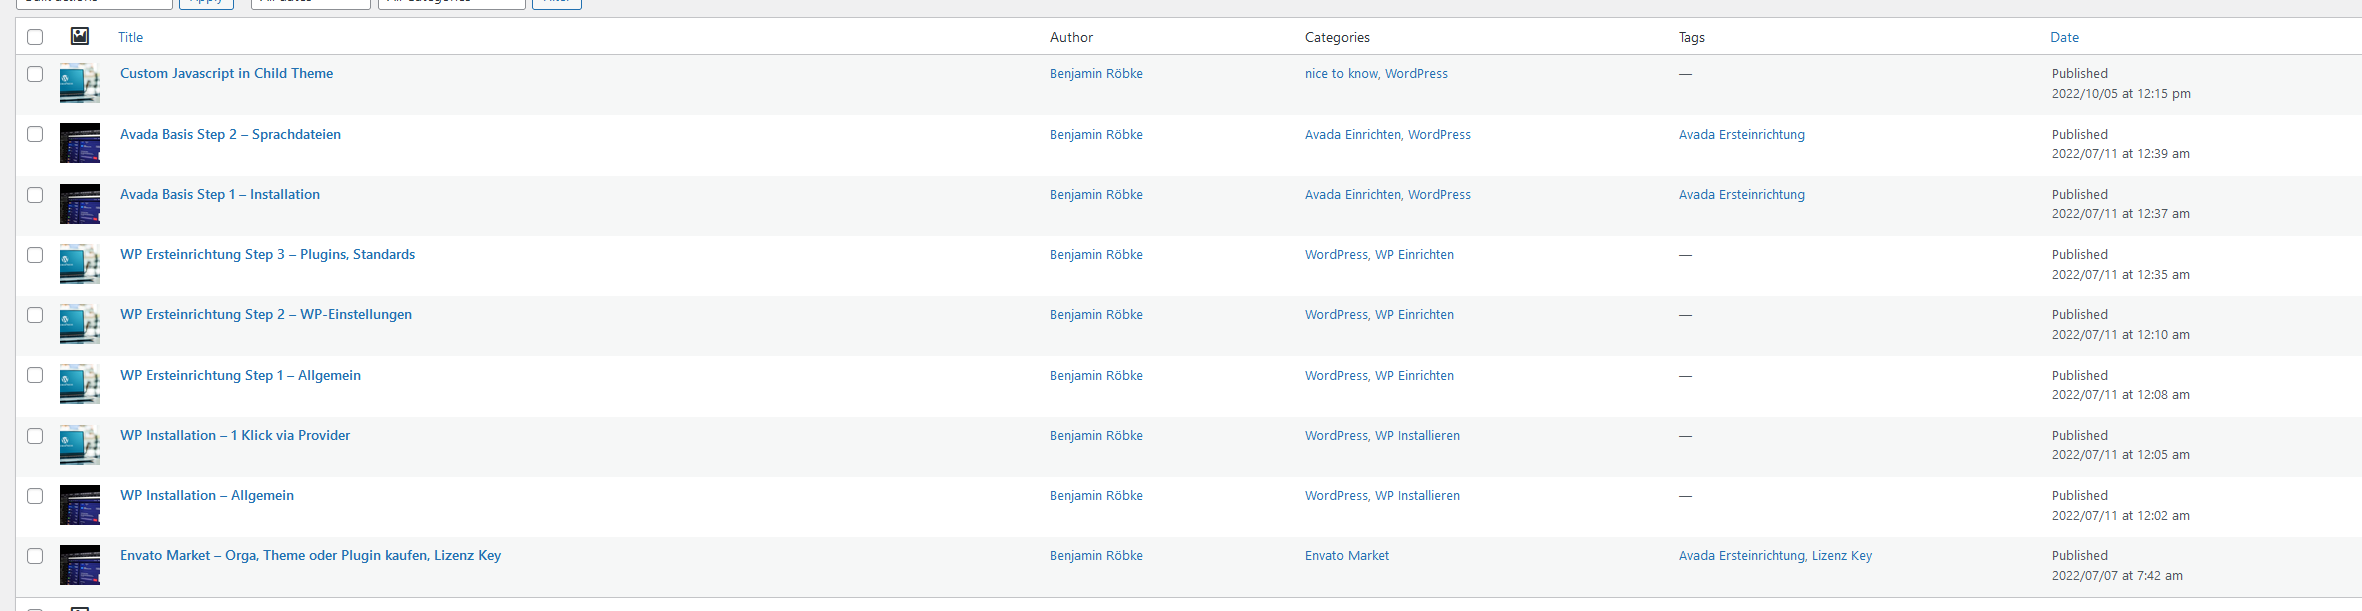 Title Author Categories Tags Date
Custom Javascript in Child Theme Benjamin Röbke nice to know, WordPress — Published
2022/10/05 at 12:15 pm
Avada Basis Step 2 – Sprachdateien Benjamin Röbke Avada Einrichten, WordPress Avada Ersteinrichtung Published
2022/07/11 at 12:39 am
Avada Basis Step 1 – Installation Benjamin Röbke Avada Einrichten, WordPress Avada Ersteinrichtung Published
2022/07/11 at 12:37 am
WP Ersteinrichtung Step 3 – Plugins, Standards Benjamin Röbke WordPress, WP Einrichten — Published
2022/07/11 at 12:35 am
WP Ersteinrichtung Step 2 – WP-Einstellungen Benjamin Röbke WordPress, WP Einrichten — Published
2022/07/11 at 12:10 am
WP Ersteinrichtung Step 1 – Allgemein Benjamin Röbke WordPress, WP Einrichten — Published
2022/07/11 at 12:08 am
WP Installation – 1 Klick via Provider Benjamin Röbke WordPress, WP Installieren — Published
2022/07/11 at 12:05 am
WP Installation – Allgemein Benjamin Röbke WordPress, WP Installieren — Published
2022/07/11 at 12:02 am
Envato Market – Orga, Theme oder Plugin kaufen, Lizenz Key Benjamin Röbke Envato Market Avada Ersteinrichtung, Lizenz Key Published
2022/07/07 at 7:42 am